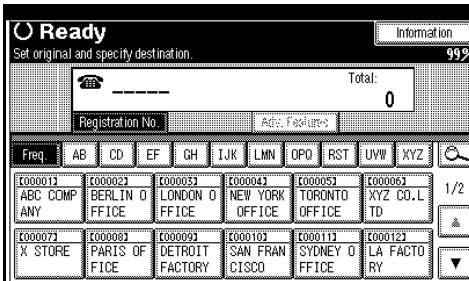 Ready
Information
Set original and specify destination.
99%
Total:
0
Registration No.
Adv. Features
Freq. AB CD EF GH IJK LMN OPQ RST UVW XYZ
[00001] [00002] [00003] [00004] [00005] [00006]
ABC COMP BERLIN O LONDON O NEW YORK TORONTO XYZ CO.L
ANY FFICE FFICE OFFICE OFFICE TD
1/2
[00007] [00008] [00009] [00010] [00011] [00012]
X STORE PARIS OF DETROIT SAN FRAN SYDNEY O LA FACTO
FICE FACTORY CISCO FFICE RY